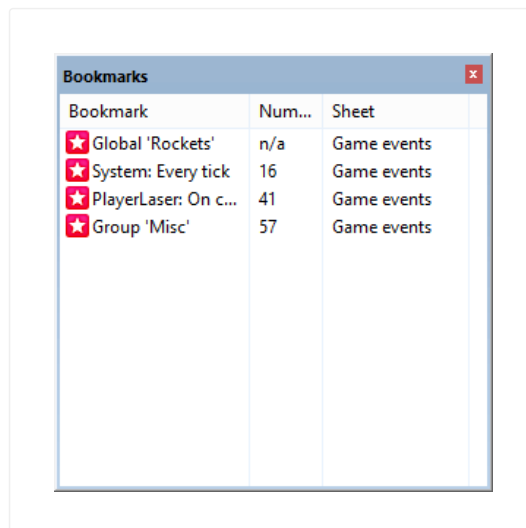 Bookmarks
Bookmark Num... Sheet
Global 'Rockets' n/a Game events
System: Every tick 16 Game events
PlayerLaser: On c... 41 Game events
Group 'Misc' 57 Game events